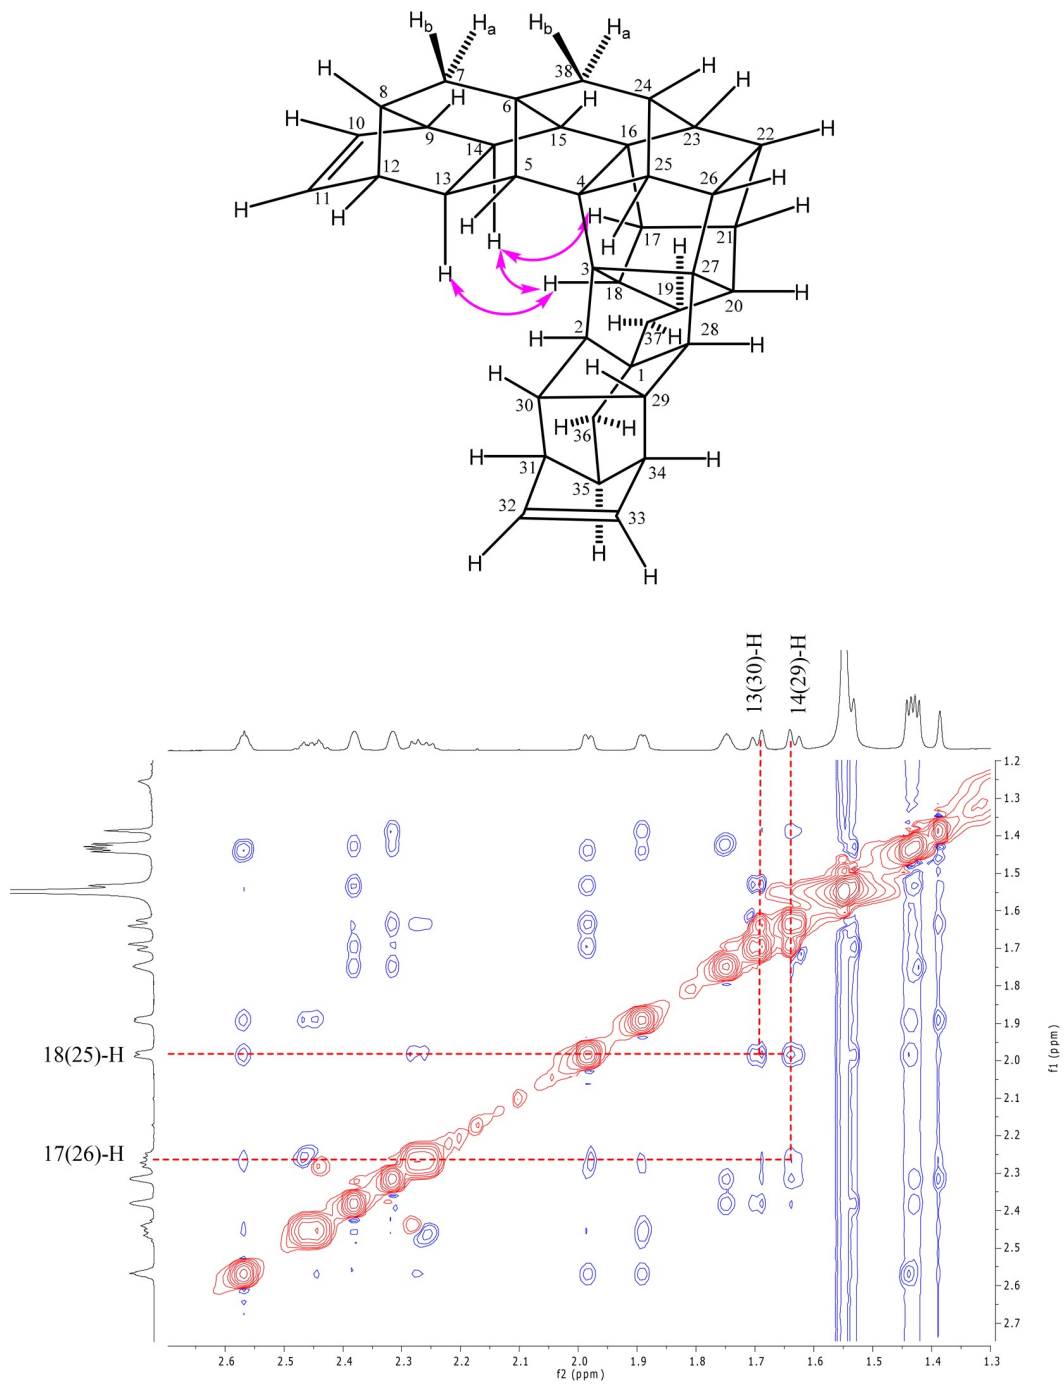 Hb Ha Hb Ha
H 7 38 24 H
8 H 6 H H
H 10 9 15 16 23 22 H
14
12 13 5 4 25 26 H
11
H H H H H 17 21 H
H H
H H 3 27
18 19 20 H
H H 37
H 2 28 H
H H 1
30 29
H 36 H
H 31 34 H
35
32 33
H
H H
13(30)-H
14(29)-H
1.2
1.3
1.4
1.5
1.6
1.7
1.8
1.9
18(25)-H
2.0
2.1
17(26)-H
2.2
2.3
2.4
2.5
2.6
2.7
f1 (ppm)
2.6 2.5 2.4 2.3 2.2 2.1 2.0 1.9 1.8 1.7 1.6 1.5 1.4 1.3
f2 (ppm)